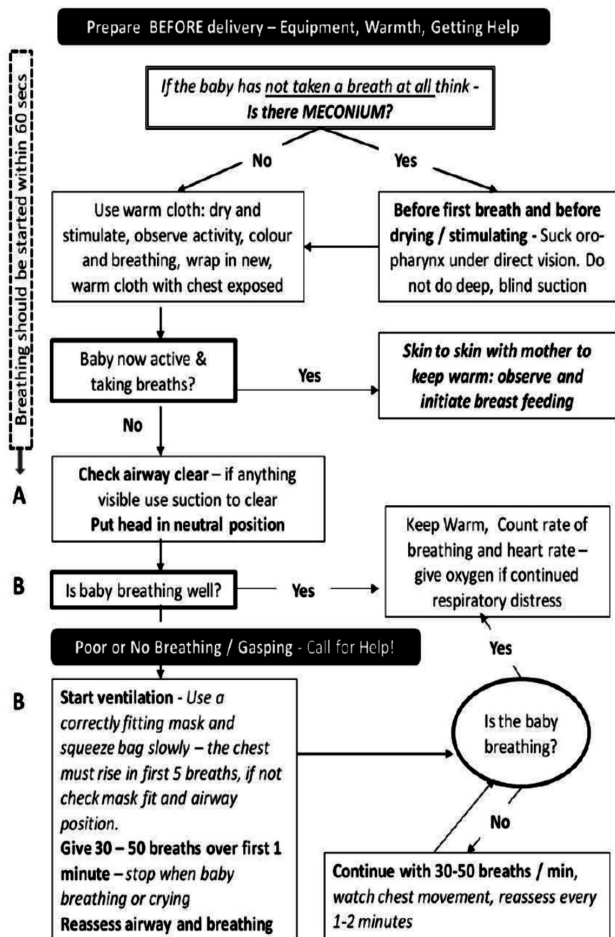 Prepare BEFORE delivery – Equipment, Warmth, Getting Help
Breathing should be started within 60 secs
If the baby has not taken a breath at all think -
Is there MECONIUM?
No
Yes
Use warm cloth: dry and
stimulate, observe activity, colour
and breathing, wrap in new,
warm cloth with chest exposed
Before first breath and before
drying / stimulating - Suck oro-
pharynx under direct vision. Do
not do deep, blind suction
Baby now active &
taking breaths?
Yes
Skin to skin with mother to
keep warm: observe and
initiate breast feeding
No
A
Check airway clear – if anything
visible use suction to clear
Put head in neutral position
B
Is baby breathing well?
Yes
Keep Warm, Count rate of
breathing and heart rate –
give oxygen if continued
respiratory distress
Poor or No Breathing / Gasping - Call for Help!
Yes
B
Start ventilation - Use a
correctly fitting mask and
squeeze bag slowly – the chest
must rise in first 5 breaths, if not
check mask fit and airway
position.
Give 30 – 50 breaths over first 1
minute – stop when baby
breathing or crying
Reassess airway and breathing
Is the baby
breathing?
No
Continue with 30-50 breaths / min,
watch chest movement, reassess every
1-2 minutes